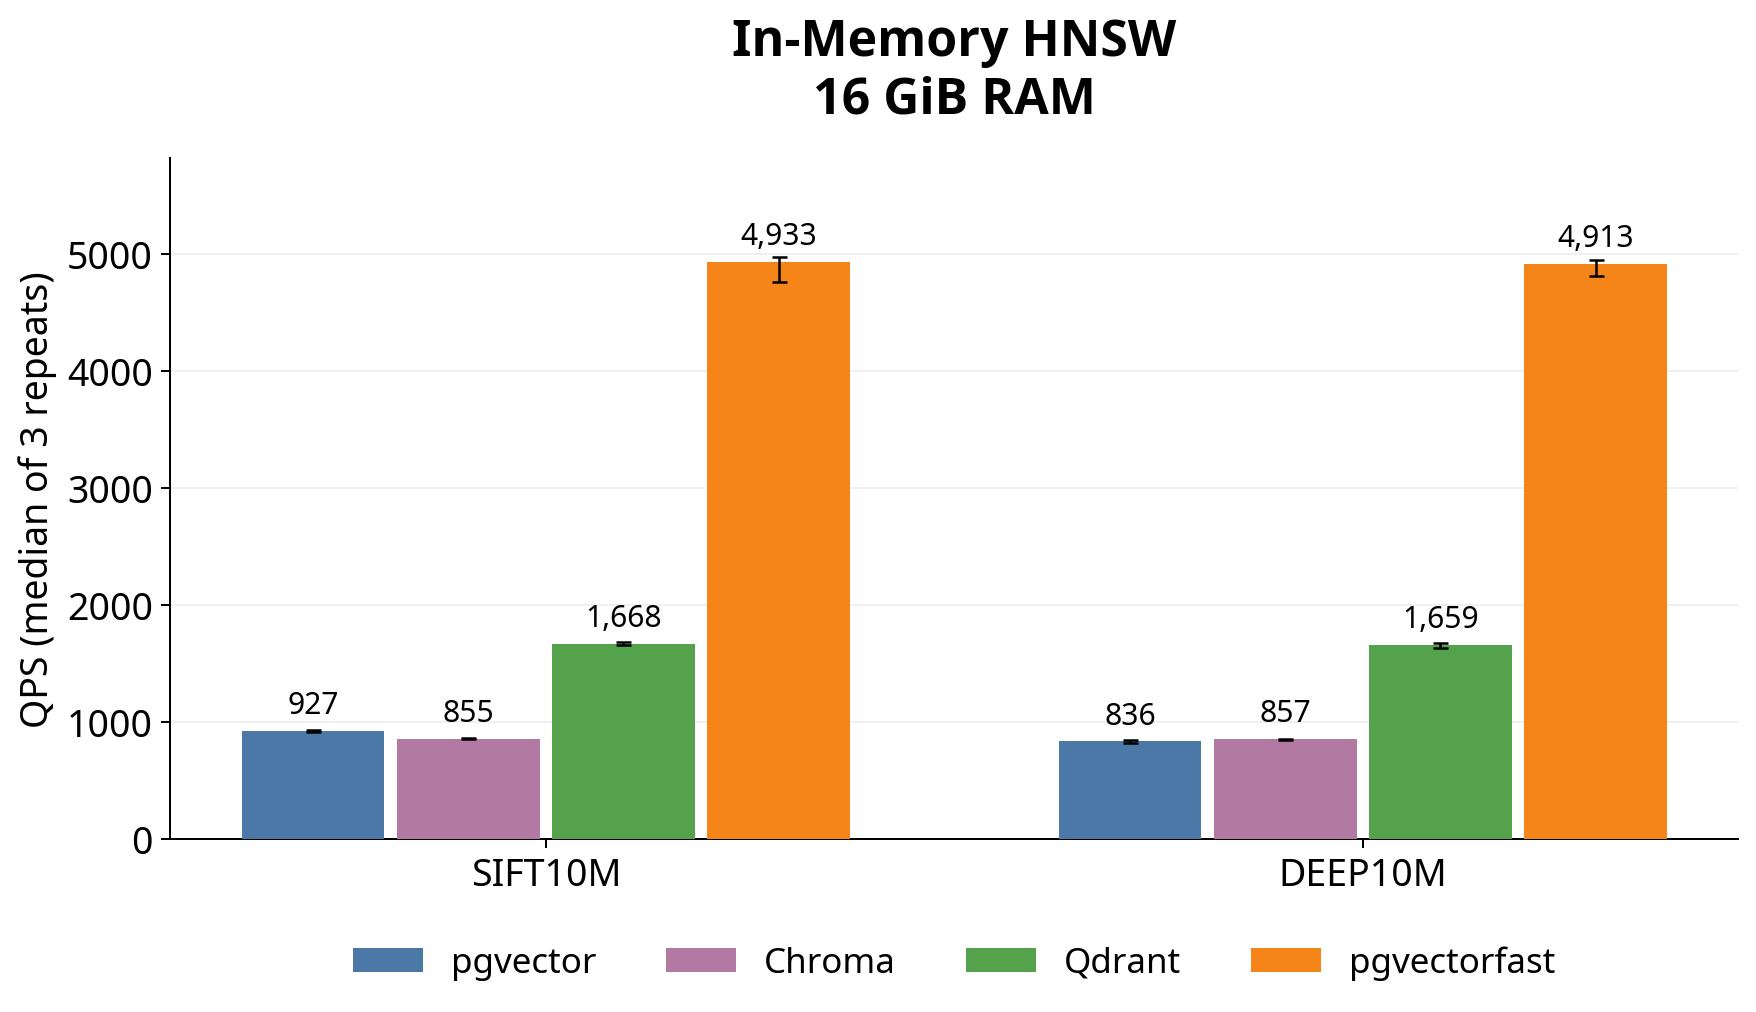 In-Memory HNSW
16 GiB RAM
QPS (median of 3 repeats)
5000
4000
3000
2000
1000
0
927
855
1,668
4,933
836
857
1,659
4,913
SIFT10M
DEEP10M
pgvector
Chroma
Qdrant
pgvectorfast